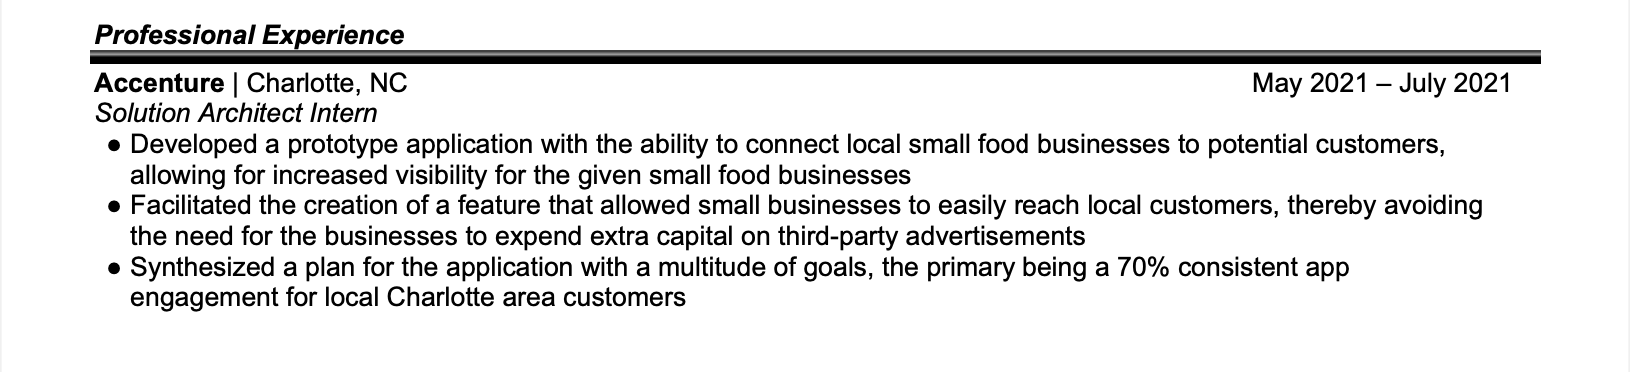 Professional Experience
Accenture | Charlotte, NC May 2021 – July 2021
Solution Architect Intern
● Developed a prototype application with the ability to connect local small food businesses to potential customers,
allowing for increased visibility for the given small food businesses
● Facilitated the creation of a feature that allowed small businesses to easily reach local customers, thereby avoiding
the need for the businesses to expend extra capital on third-party advertisements
● Synthesized a plan for the application with a multitude of goals, the primary being a 70% consistent app
engagement for local Charlotte area customers